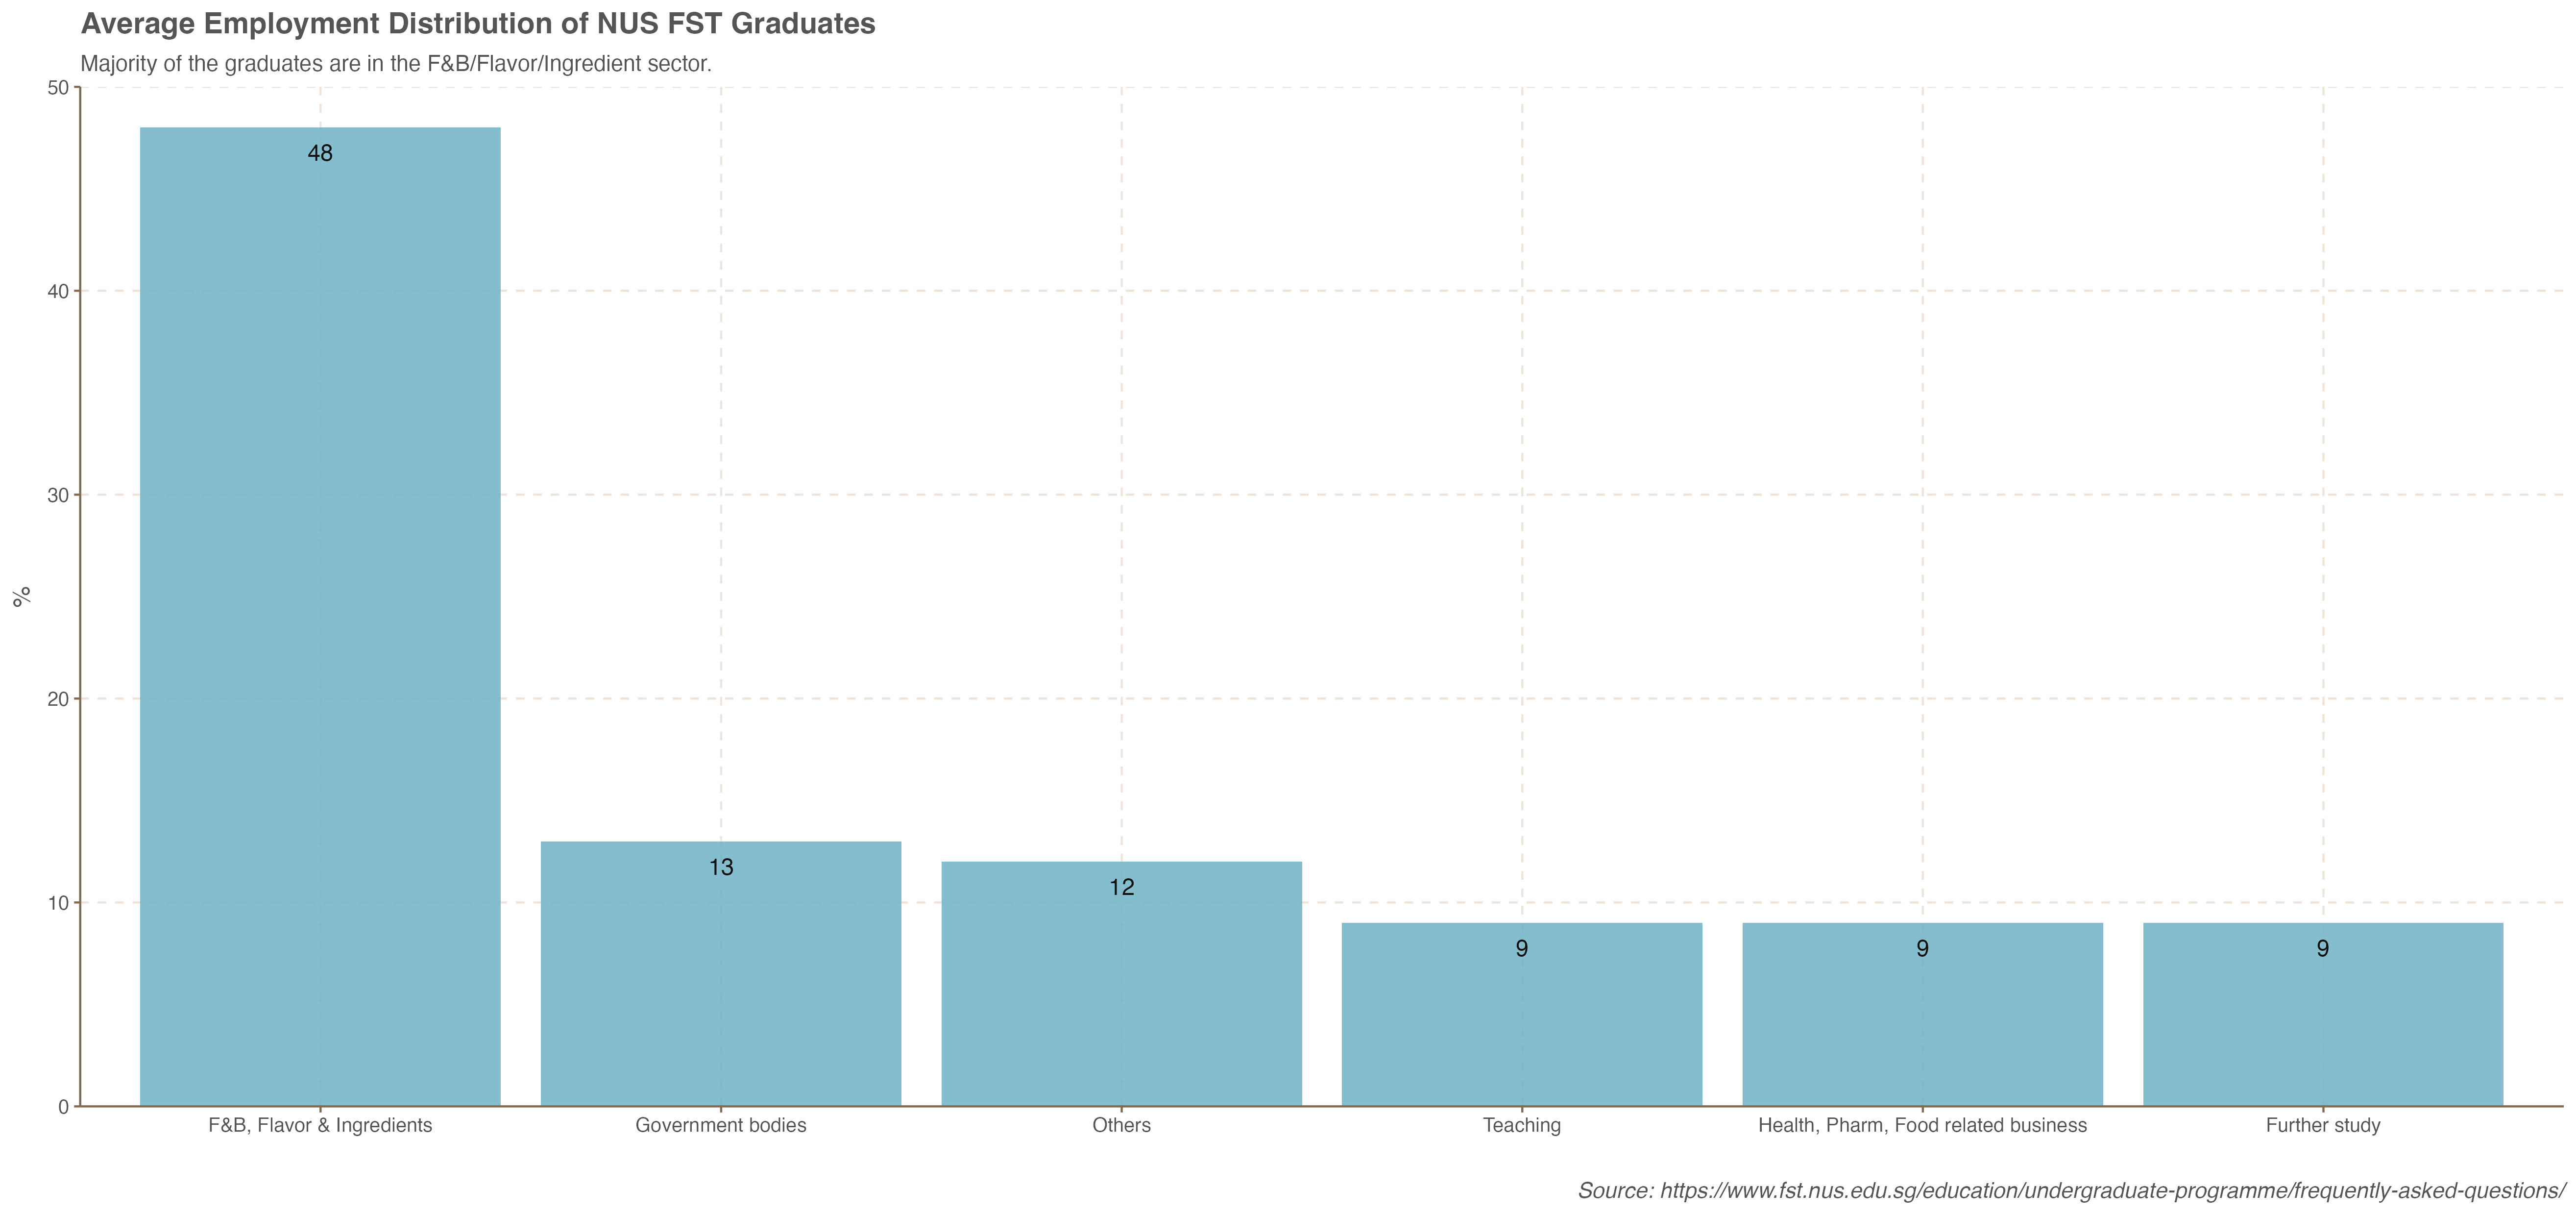 Average Employment Distribution of NUS FST Graduates
Majority of the graduates are in the F&B/Flavor/Ingredient sector.
50
40
30
20
10
0
%
48
13
12
9
9
9
F&B, Flavor & Ingredients
Government bodies
Others
Teaching
Health, Pharm, Food related business
Further study
Source: https://www.fst.nus.edu.sg/education/undergraduate-programme/frequently-asked-questions/